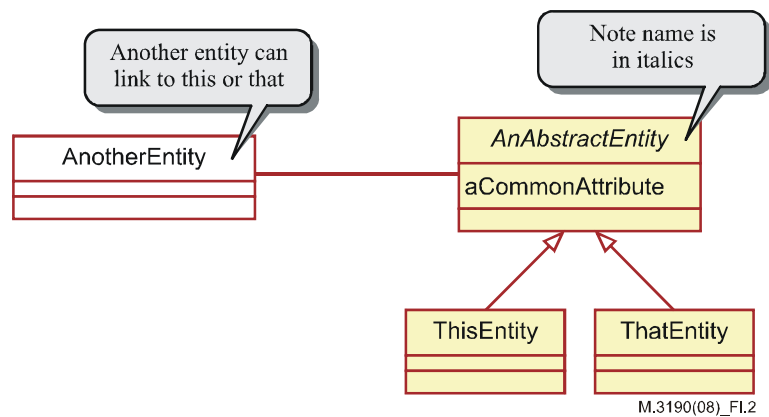 Another entity can
link to this or that
Note name is
in italics
AnotherEntity
AnAbstractEntity
aCommonAttribute
ThisEntity
ThatEntity
M.3190(08)_FI.2